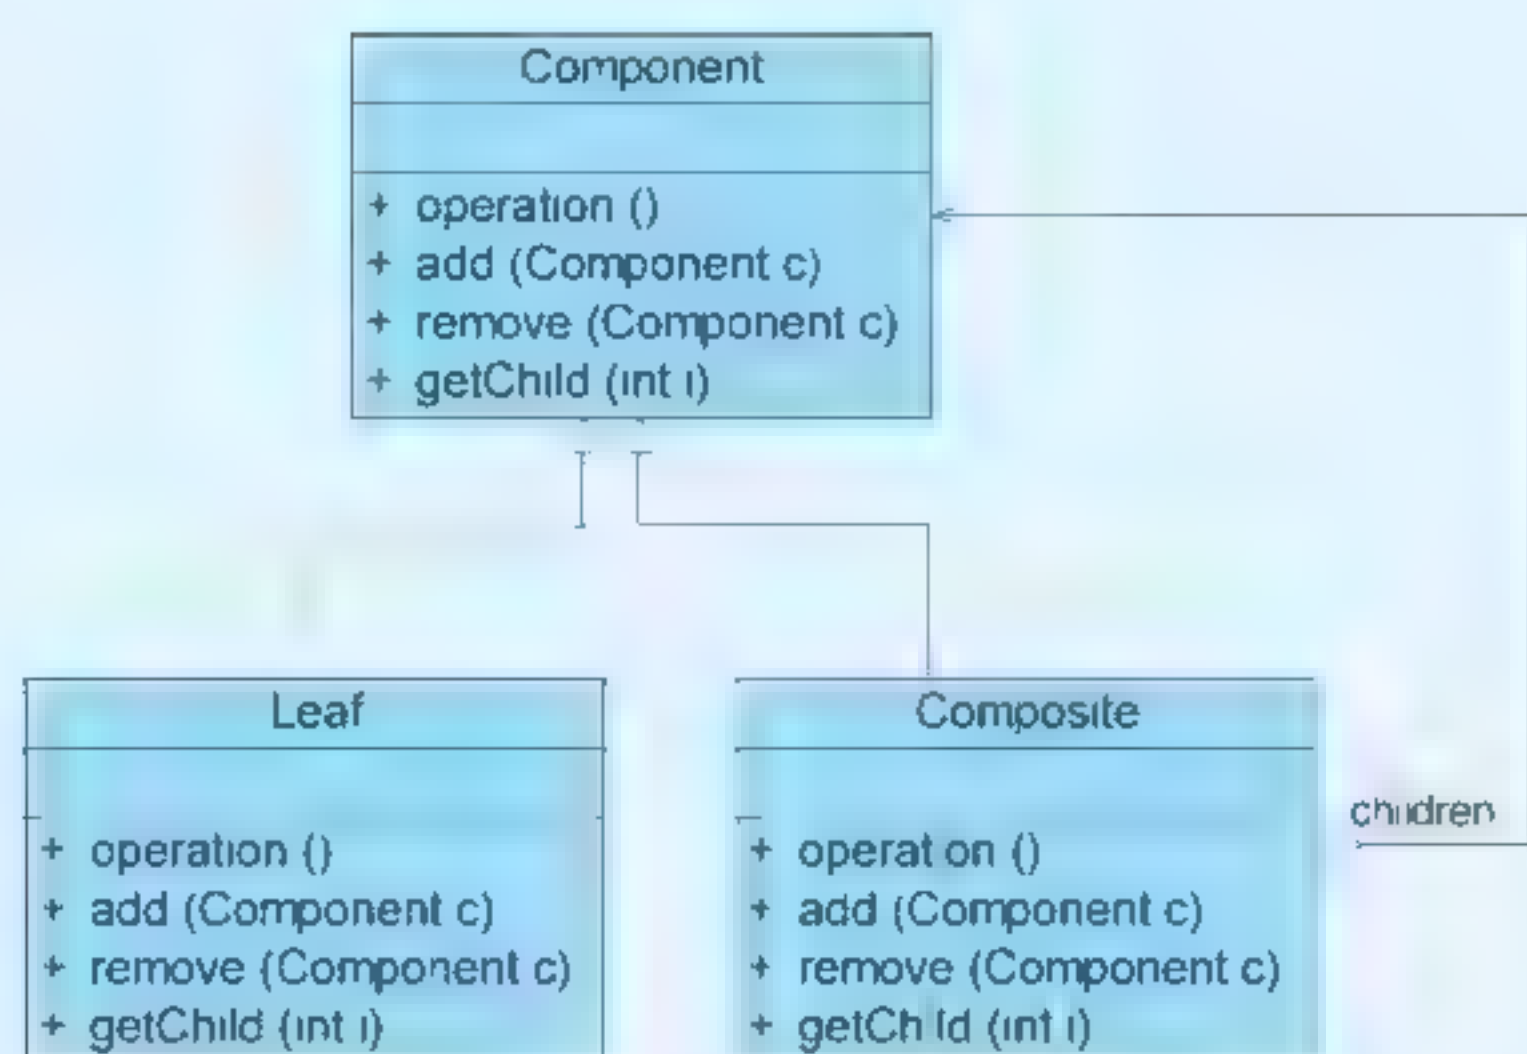 Component
+ operation ()
+ add (Component c)
+ remove (Component c)
+ getChild (int i)
Leaf
+ operation ()
+ add (Component c)
+ remove (Component c)
+ getChild (int i)
Composite
+ operation ()
+ add (Component c)
+ remove (Component c)
+ getChild (int i)
children